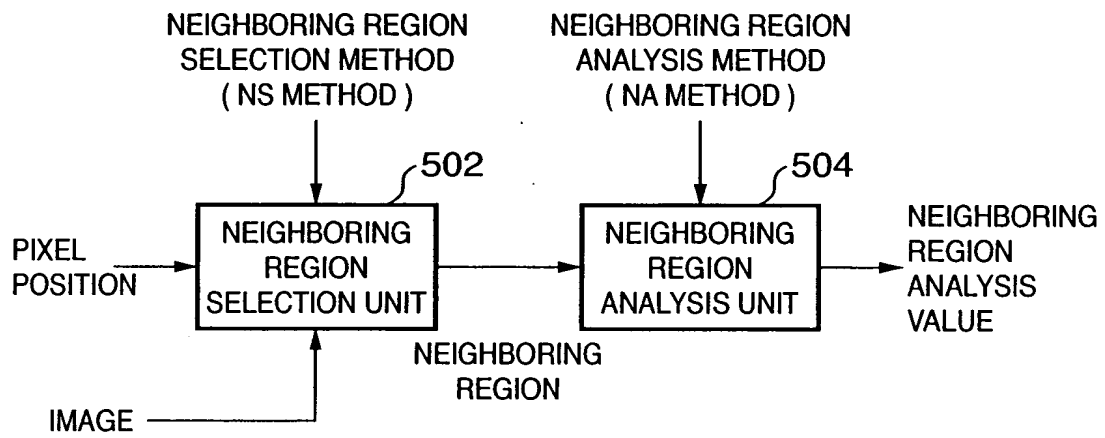 NEIGHBORING REGION
SELECTION METHOD
( NS METHOD )
NEIGHBORING REGION
ANALYSIS METHOD
( NA METHOD )
502
504
PIXEL
POSITION
NEIGHBORING
REGION
SELECTION UNIT
NEIGHBORING
REGION
ANALYSIS UNIT
NEIGHBORING
REGION
ANALYSIS
VALUE
NEIGHBORING
REGION
IMAGE